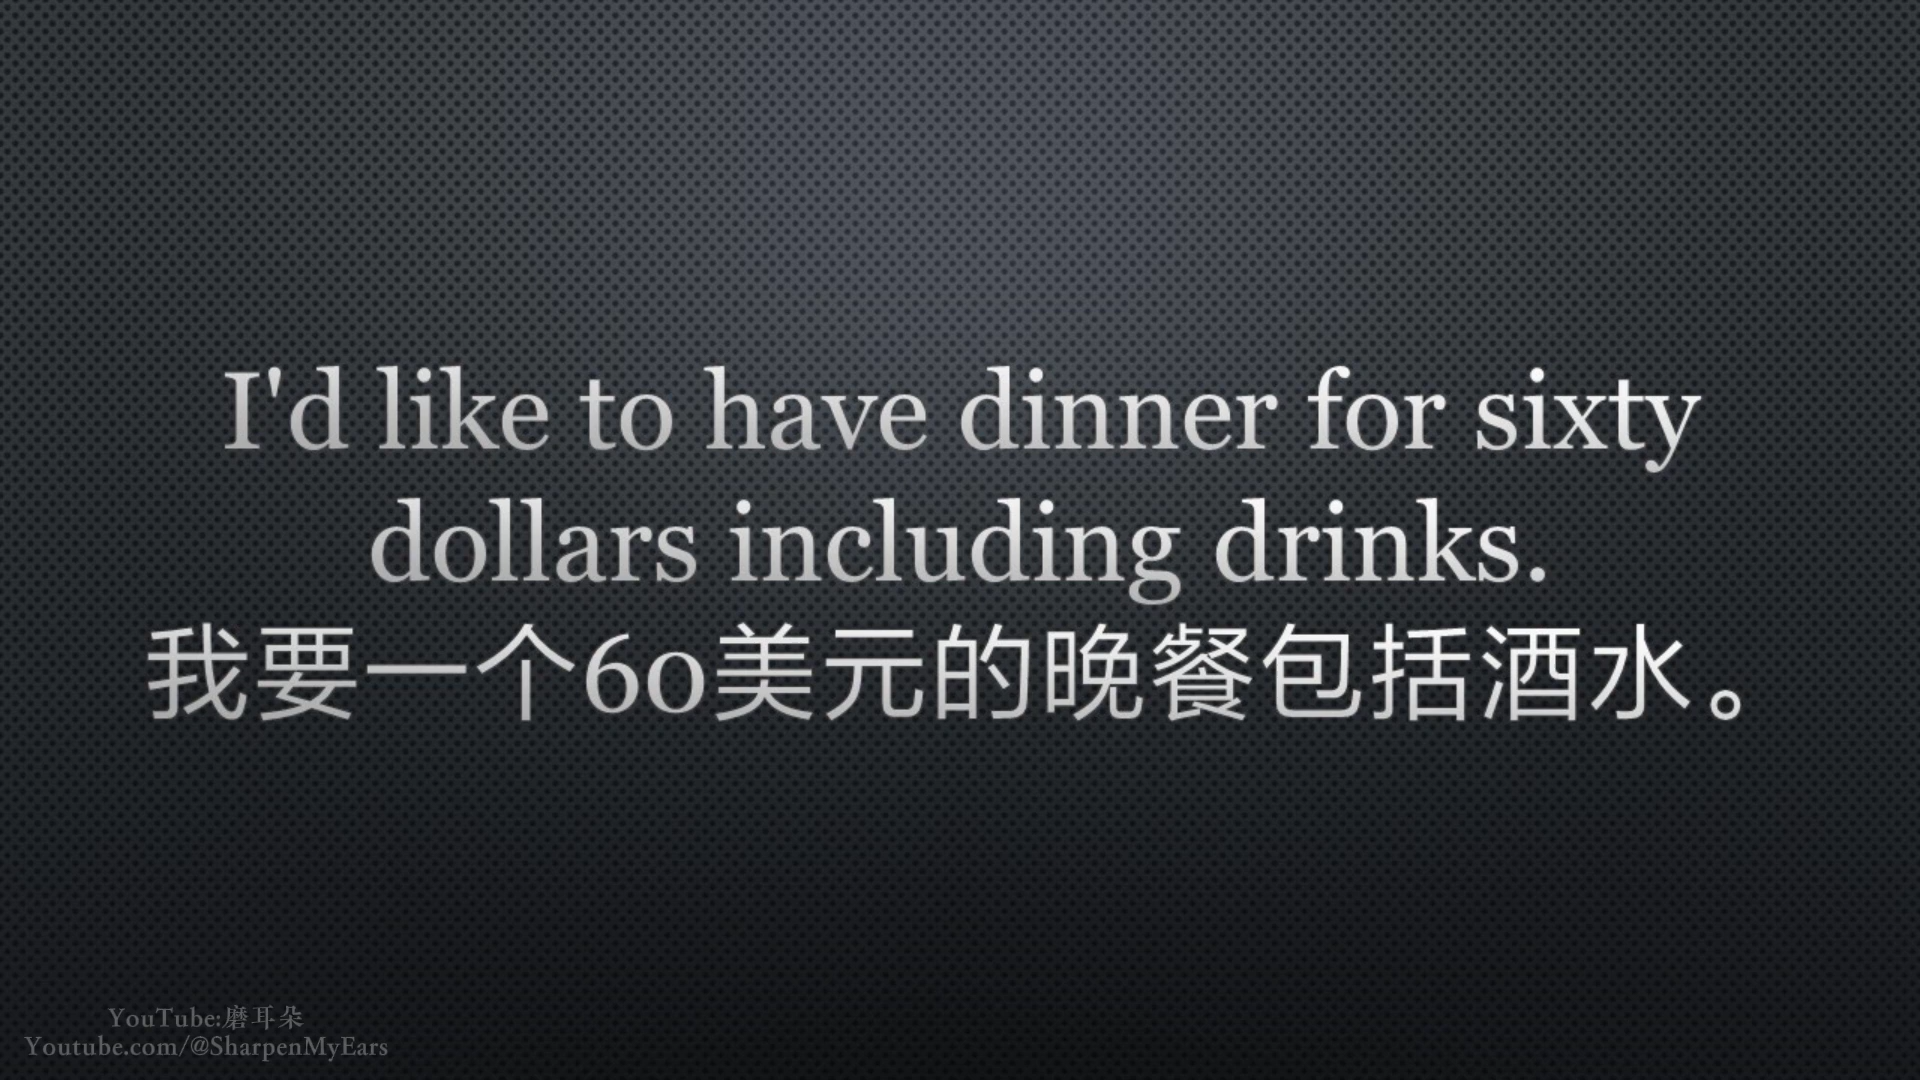 I'd like to have dinner for sixty
dollars including drinks.
我要一个60美元的晚餐包括酒水。
YouTube:磨耳朵
Youtube.com/@SharpenMyEars